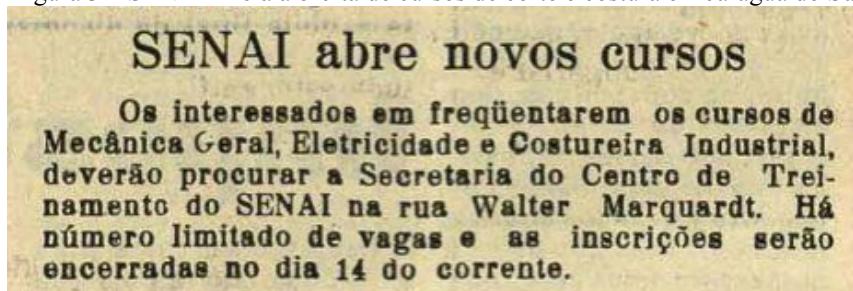 SENAI abre novos cursos
Os interessados em freqüentarem os cursos de
Mecânica Geral, Eletricidade e Costureira Industrial,
deverão procurar a Secretaria do Centro de Trei-
namento do SENAI na rua Walter Marquardt. Há
número limitado de vagas e as inscrições serão
encerradas no dia 14 do corrente.